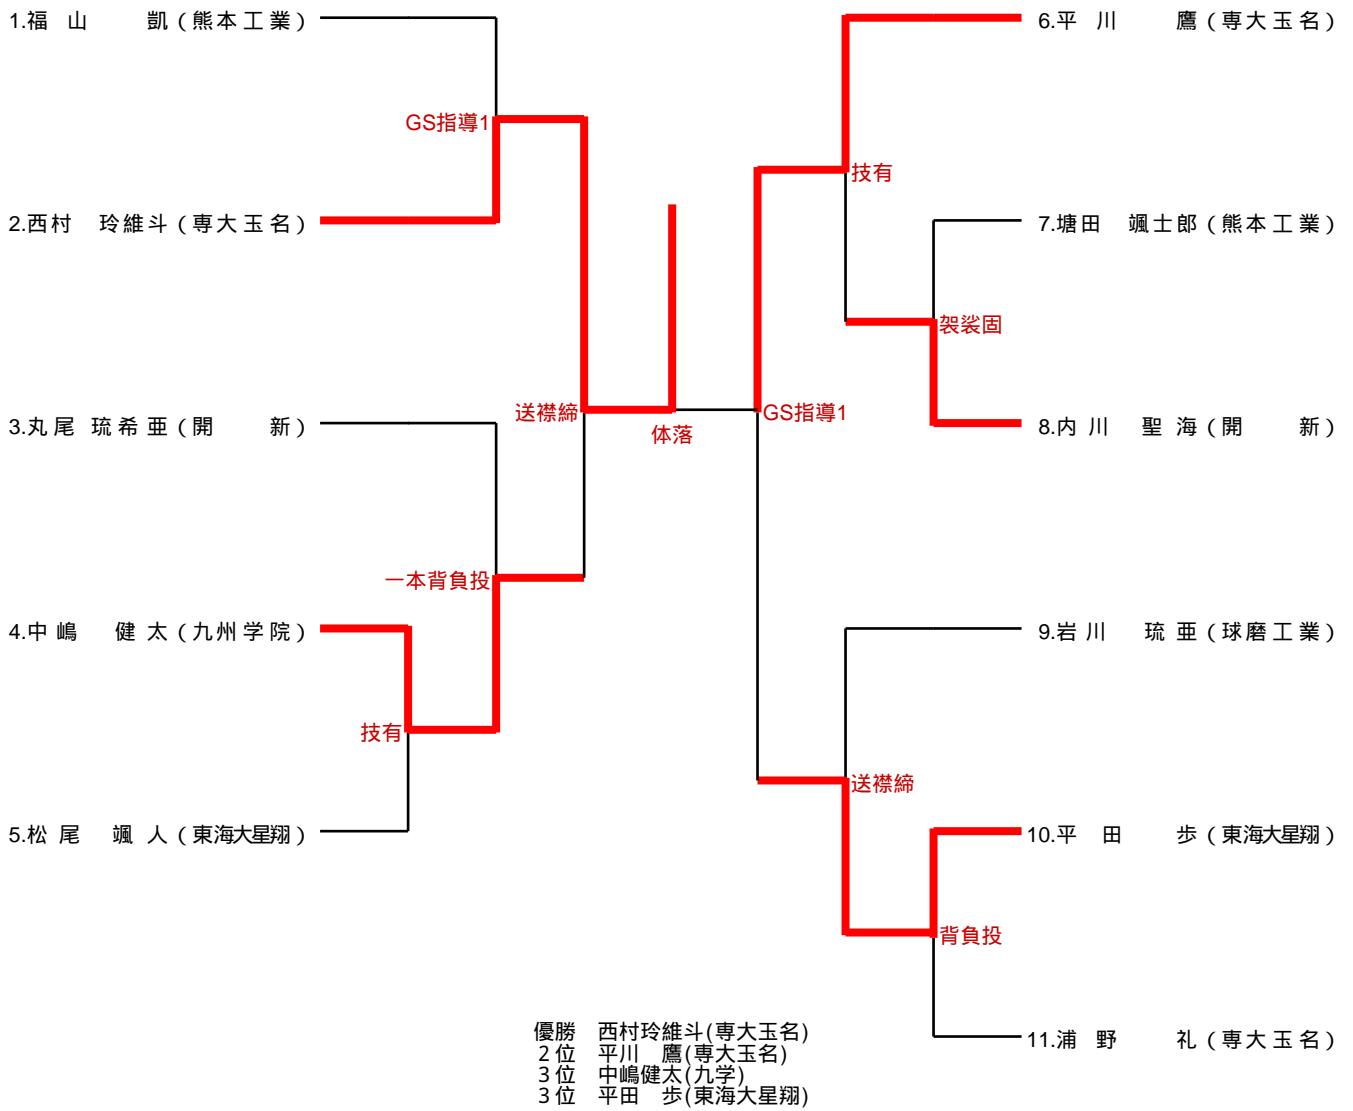 1.福山 凱(熊本工業)
GS指導1
2.西村 玲維斗(専大玉名)
送襟締
3.丸尾 琉希亜(開 新)
一本背負投
4.中嶋 健太(九州学院)
技有
5.松尾 颯人(東海大星翔)
体落
6.平川 鷹(専大玉名)
技有
7.塘田 颯士郎(熊本工業)
袈裟固
8.内川 聖海(開 新)
GS指導1
9.岩川 琉亜(球磨工業)
送襟締
10.平田 歩(東海大星翔)
背負投
11.浦野 礼(専大玉名)
優勝 西村玲維斗(専大玉名)
2位 平川 鷹(専大玉名)
3位 中嶋健太(九学)
3位 平田 歩(東海大星翔)